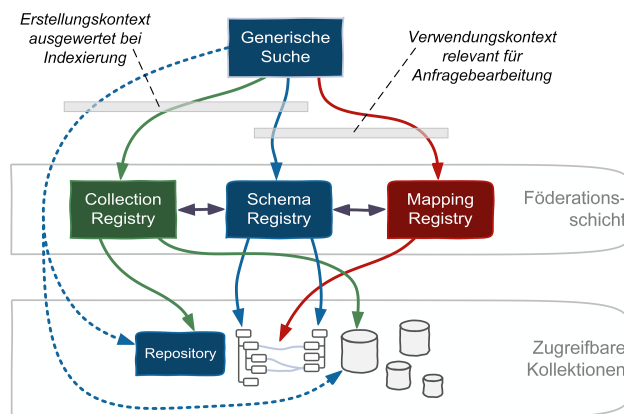 Erstellungskontext
ausgewertet bei
Indexierung
Generische
Suche
Verwendungskontext
relevant für
Anfragebearbeitung
Collection
Registry
Schema
Registry
Mapping
Registry
Föderations-
schicht
Repository
Zugreifbare
Kollektionen